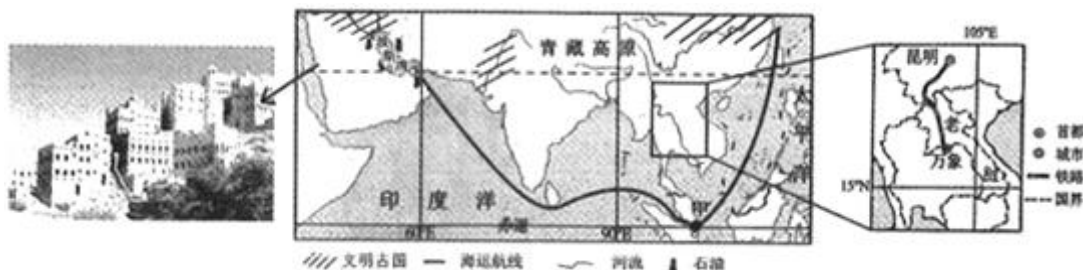 105°E
青藏高原
昆明
太平洋
老
首都
万象
城市
15°N
铁路
甲
印度洋
国界
赤道
60°E
90°E
文明古国
海运航线
河流
石油